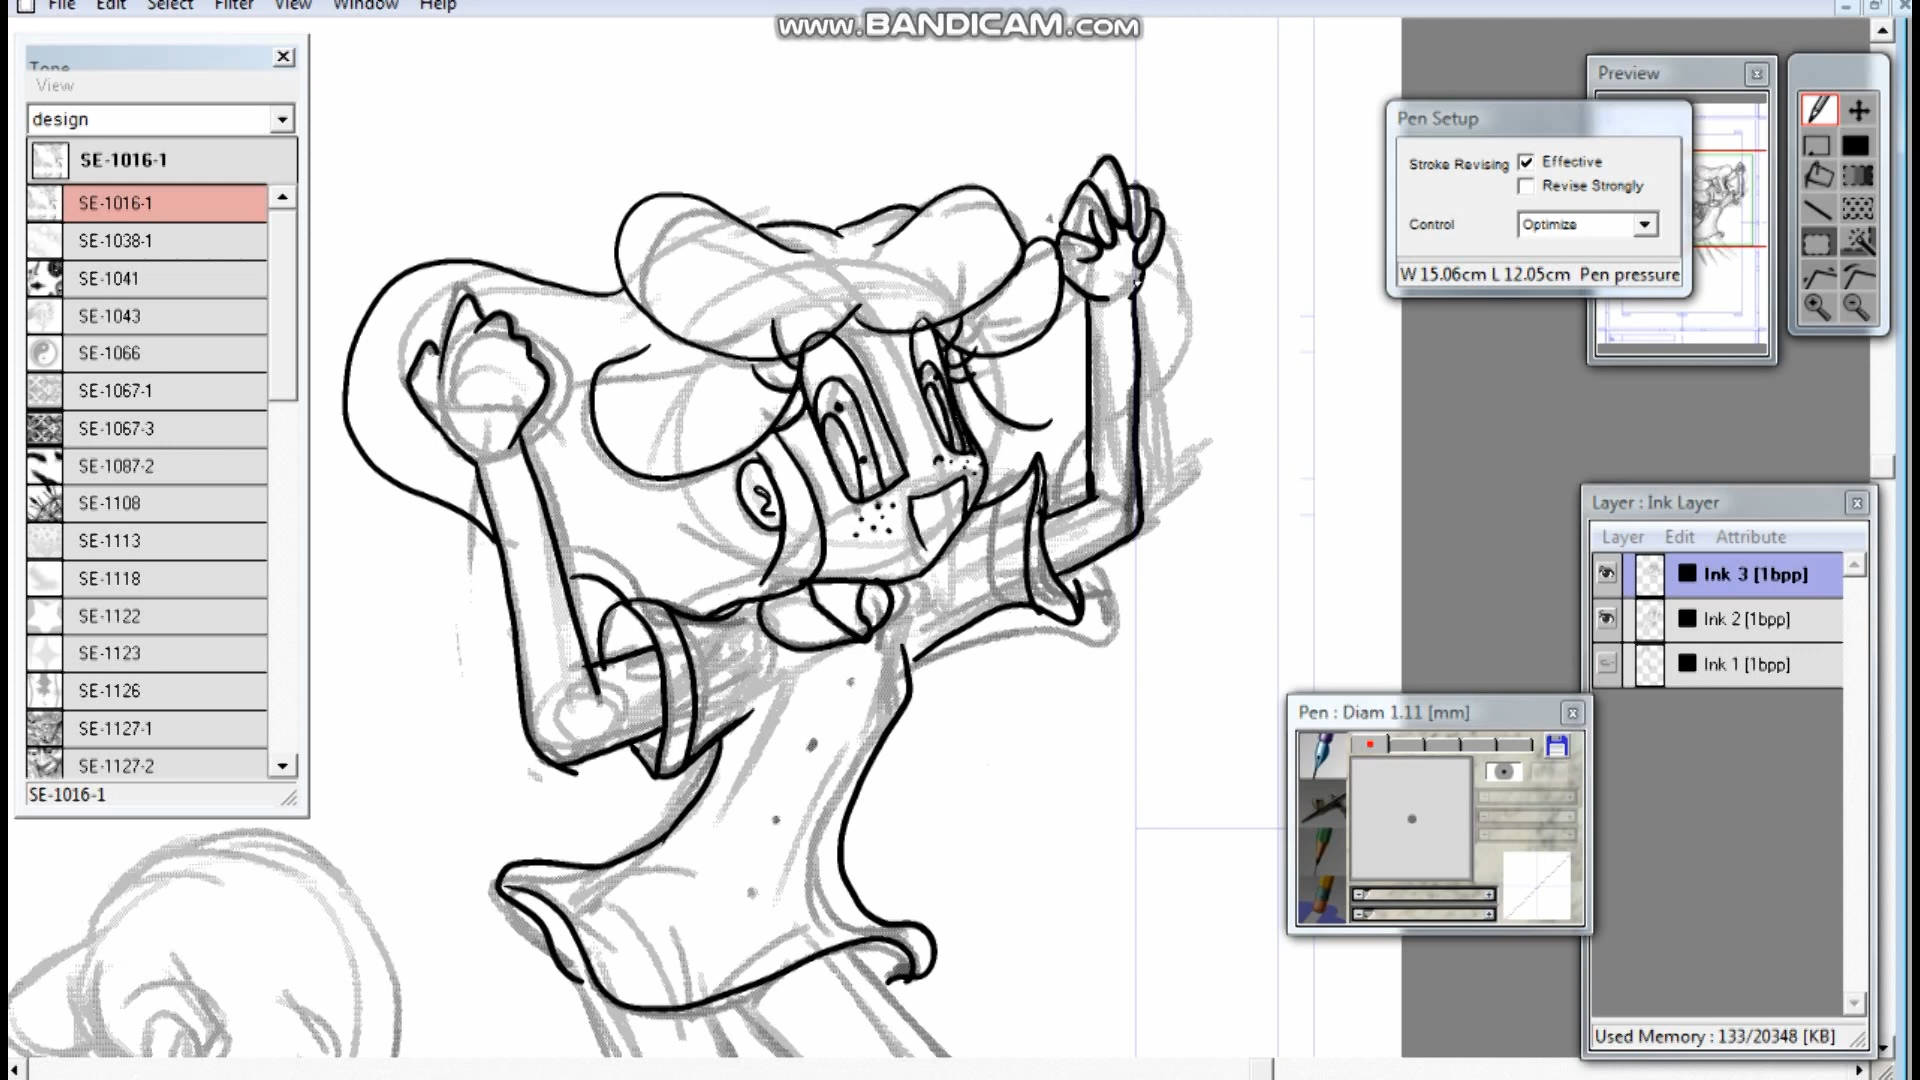 File Edit Select Filter View Window Help
www.BANDICAM.com
Tone
View
design
SE-1016-1
SE-1016-1
SE-1038-1
SE-1041
SE-1043
SE-1066
SE-1067-1
SE-1067-3
SE-1087-2
SE-1108
SE-1113
SE-1118
SE-1122
SE-1123
SE-1126
SE-1127-1
SE-1127-2
SE-1016-1
Preview
Pen Setup
Stroke Revising Effective
Revise Strongly
Control Optimize
W 15.06cm L 12.05cm Pen pressure
Layer : Ink Layer
Layer Edit Attribute
Ink 3 [1bpp]
Ink 2 [1bpp]
Ink 1 [1bpp]
Used Memory : 133/20348 [KB]
Pen : Diam 1.11 [mm]